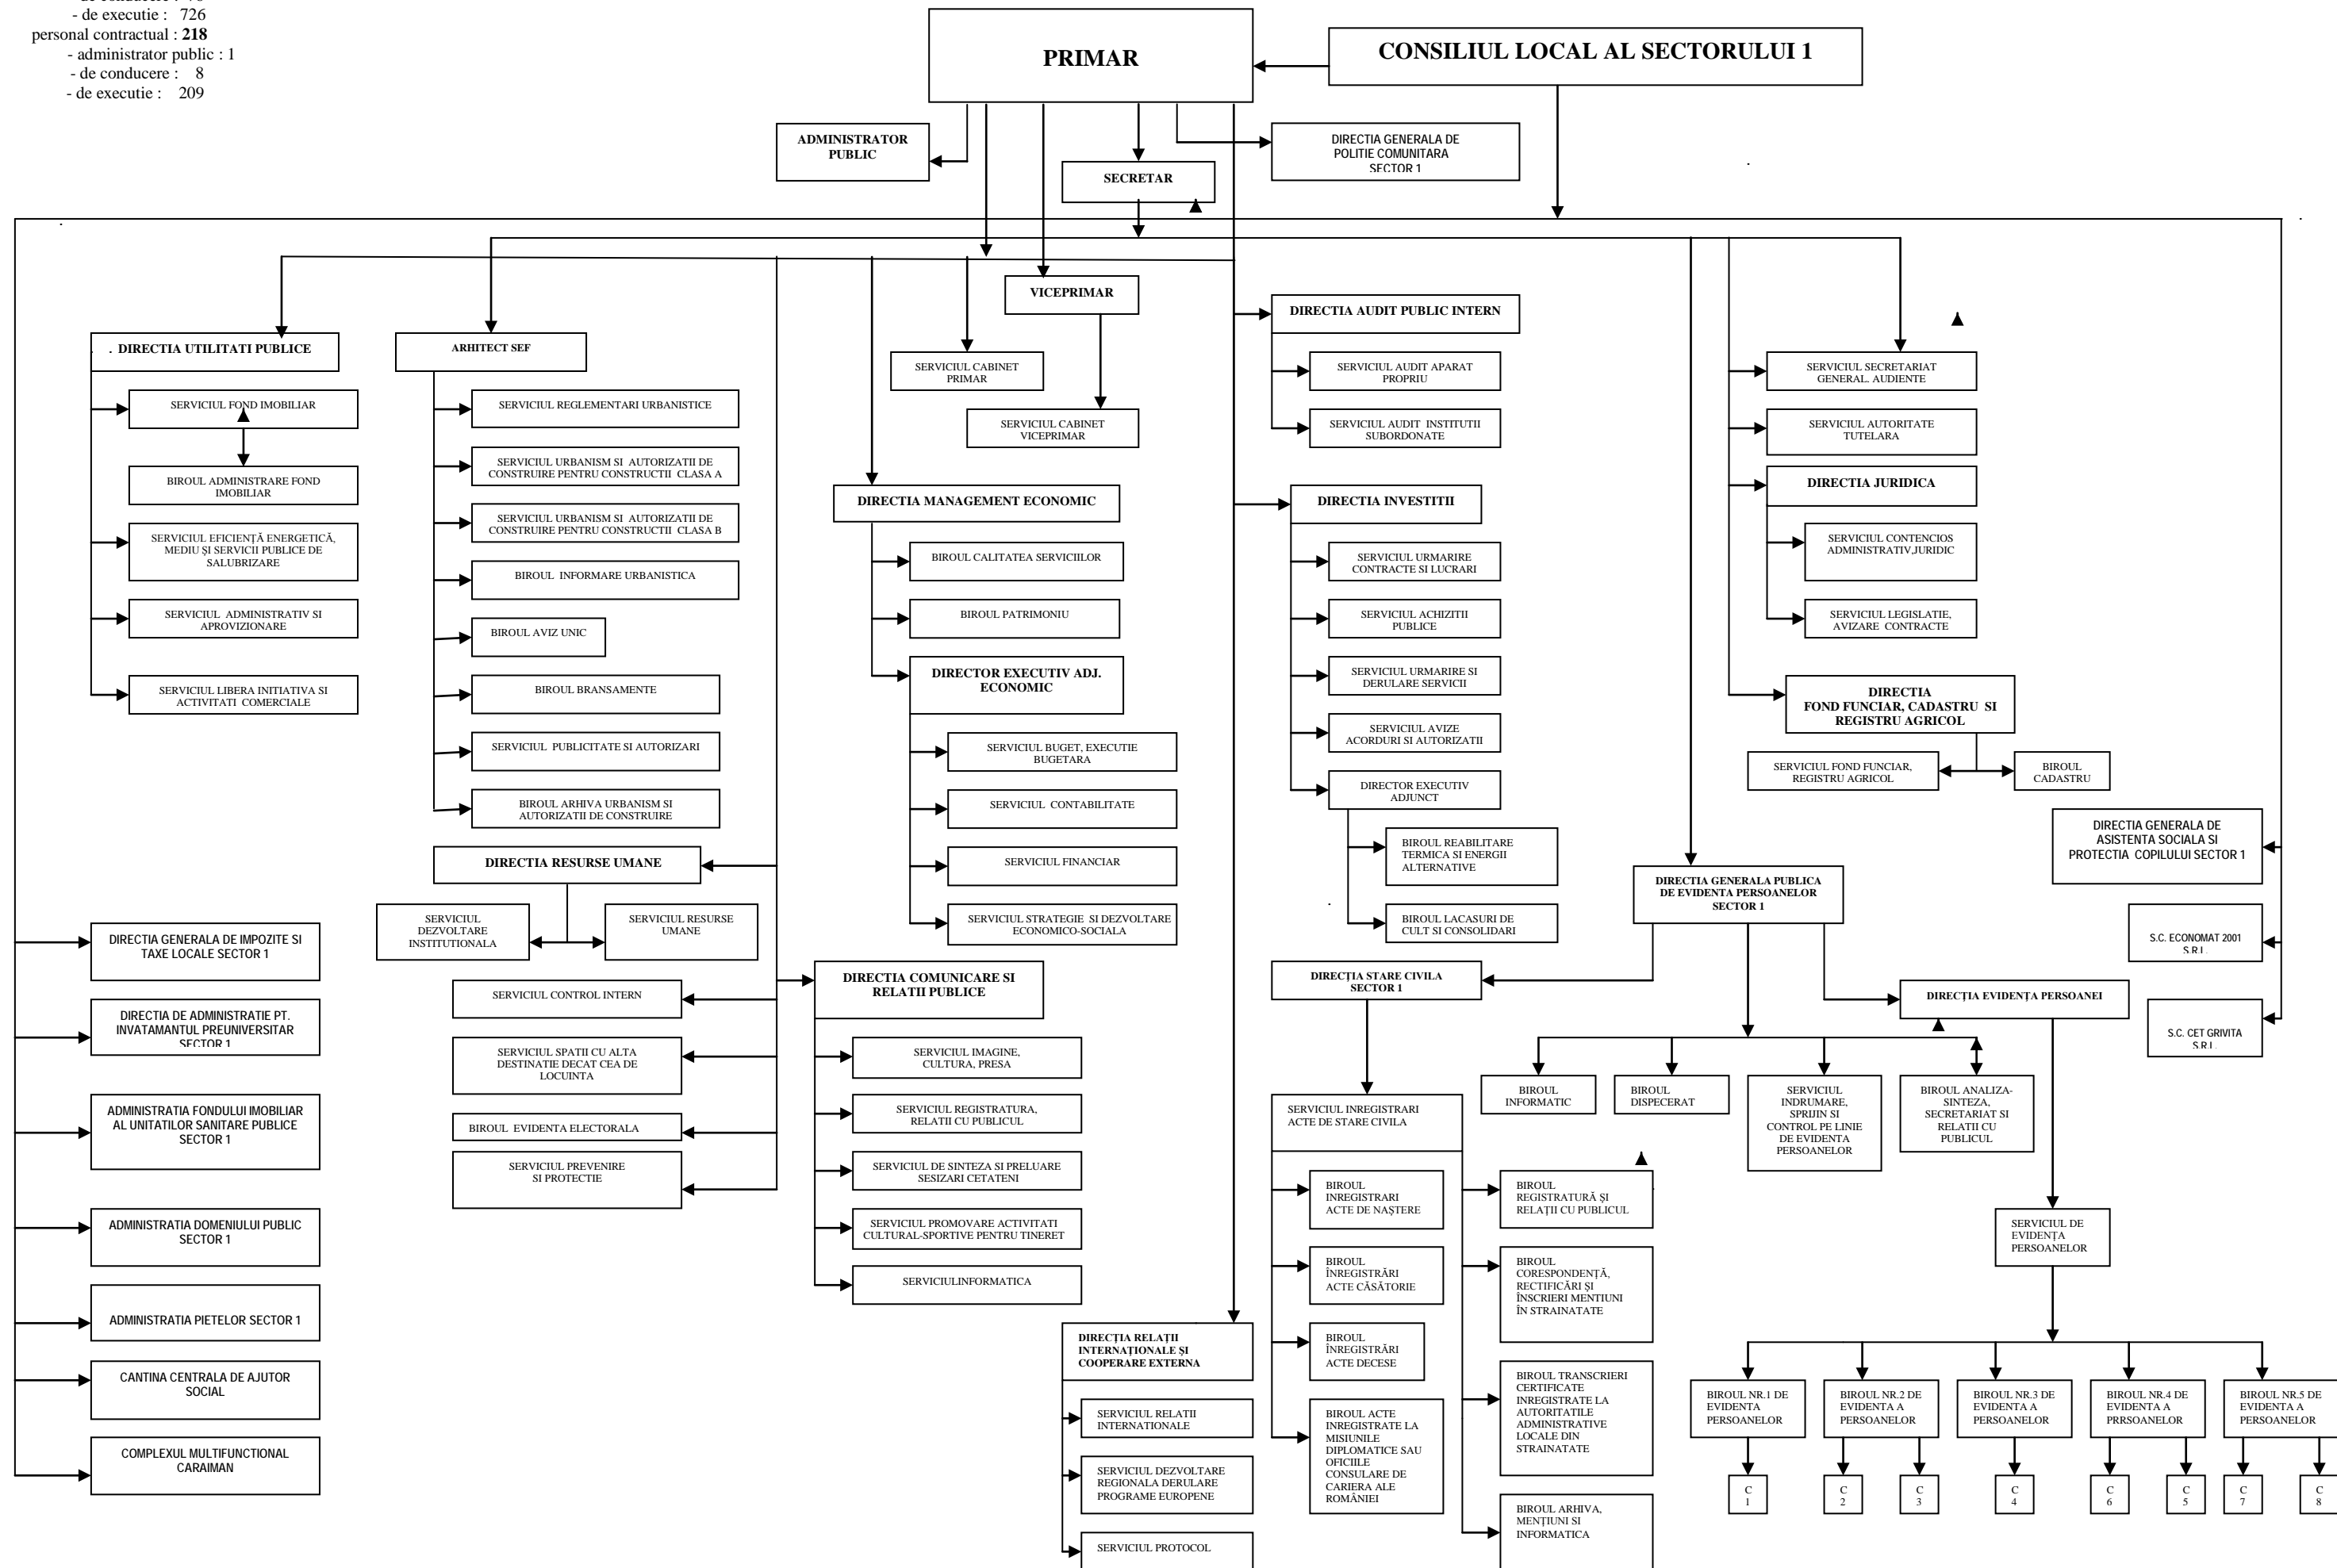 - de executie : 726
personal contractual : 218
- administrator public : 1
- de conducere : 8
- de executie : 209
PRIMAR
CONSILIUL LOCAL AL SECTORULUI 1
ADMINISTRATOR
PUBLIC
SECRETAR
DIRECTIA GENERALA DE
POLITIE COMUNITARA
SECTOR 1
VICEPRIMAR
SERVICIUL CABINET
PRIMAR
SERVICIUL CABINET
VICEPRIMAR
. . DIRECTIA UTILITATI PUBLICE
SERVICIUL FOND IMOBILIAR
BIROUL ADMINISTRARE FOND
IMOBILIAR
SERVICIUL EFICIENȚĂ ENERGETICĂ,
MEDIU ȘI SERVICII PUBLICE DE
SALUBRIZARE
SERVICIUL ADMINISTRATIV SI
APROVIZIONARE
SERVICIUL LIBERA INITIATIVA SI
ACTIVITATI COMERCIALE
ARHITECT SEF
SERVICIUL REGLEMENTARI URBANISTICE
SERVICIUL URBANISM SI AUTORIZATII DE
CONSTRUIRE PENTRU CONSTRUCTII CLASA A
SERVICIUL URBANISM SI AUTORIZATII DE
CONSTRUIRE PENTRU CONSTRUCTII CLASA B
BIROUL INFORMARE URBANISTICA
BIROUL AVIZ UNIC
BIROUL BRANSAMENTE
SERVICIUL PUBLICITATE SI AUTORIZARI
BIROUL ARHIVA URBANISM SI
AUTORIZATII DE CONSTRUIRE
DIRECTIA RESURSE UMANE
SERVICIUL
DEZVOLTARE
INSTITUTIONALA
SERVICIUL RESURSE
UMANE
SERVICIUL CONTROL INTERN
SERVICIUL SPATII CU ALTA
DESTINATIE DECAT CEA DE
LOCUINTA
BIROUL EVIDENTA ELECTORALA
SERVICIUL PREVENIRE
SI PROTECTIE
DIRECTIA MANAGEMENT ECONOMIC
BIROUL CALITATEA SERVICIILOR
BIROUL PATRIMONIU
DIRECTOR EXECUTIV ADJ.
ECONOMIC
SERVICIUL BUGET, EXECUTIE
BUGETARA
SERVICIUL CONTABILITATE
SERVICIUL FINANCIAR
SERVICIUL STRATEGIE SI DEZVOLTARE
ECONOMICO-SOCIALA
DIRECTIA COMUNICARE SI
RELATII PUBLICE
SERVICIUL IMAGINE,
CULTURA, PRESA
SERVICIUL REGISTRATURA,
RELATII CU PUBLICUL
SERVICIUL DE SINTEZA SI PRELUARE
SESIZARI CETATENI
SERVICIUL PROMOVARE ACTIVITATI
CULTURAL-SPORTIVE PENTRU TINERET
SERVICIULINFORMATICA
DIRECTIA AUDIT PUBLIC INTERN
SERVICIUL AUDIT APARAT
PROPRIU
SERVICIUL AUDIT INSTITUTII
SUBORDONATE
DIRECTIA INVESTITII
SERVICIUL URMARIRE
CONTRACTE SI LUCRARI
SERVICIUL ACHIZITII
PUBLICE
SERVICIUL URMARIRE SI
DERULARE SERVICII
SERVICIUL AVIZE
ACORDURI SI AUTORIZATII
DIRECTOR EXECUTIV
ADJUNCT
BIROUL REABILITARE
TERMICA SI ENERGII
ALTERNATIVE
BIROUL LACASURI DE
CULT SI CONSOLIDARI
SERVICIUL SECRETARIAT
GENERAL. AUDIENTE
SERVICIUL AUTORITATE
TUTELARA
DIRECTIA JURIDICA
SERVICIUL CONTENCIOS
ADMINISTRATIV,JURIDIC
SERVICIUL LEGISLATIE,
AVIZARE CONTRACTE
DIRECTIA
FOND FUNCIAR, CADASTRU SI
REGISTRU AGRICOL
SERVICIUL FOND FUNCIAR,
REGISTRU AGRICOL
BIROUL
CADASTRU
DIRECTIA GENERALA DE
ASISTENTA SOCIALA SI
PROTECTIA COPILULUI SECTOR 1
S.C. ECONOMAT 2001
S.R.L.
S.C. CET GRIVITA
S.R.L.
DIRECTIA GENERALA DE IMPOZITE SI
TAXE LOCALE SECTOR 1
DIRECTIA DE ADMINISTRATIE PT.
INVATAMANTUL PREUNIVERSITAR
SECTOR 1
ADMINISTRATIA FONDULUI IMOBILIAR
AL UNITATILOR SANITARE PUBLICE
SECTOR 1
ADMINISTRATIA DOMENIULUI PUBLIC
SECTOR 1
ADMINISTRATIA PIETELOR SECTOR 1
CANTINA CENTRALA DE AJUTOR
SOCIAL
COMPLEXUL MULTIFUNCTIONAL
CARAIMAN
DIRECTIA GENERALA PUBLICA
DE EVIDENTA PERSOANELOR
SECTOR 1
DIRECȚIA STARE CIVILA
SECTOR 1
DIRECȚIA EVIDENȚA PERSOANEI
BIROUL
INFORMATIC
BIROUL
DISPECERAT
SERVICIUL
INDRUMARE,
SPRIJIN SI
CONTROL PE LINIE
DE EVIDENTA
PERSOANELOR
BIROUL ANALIZA-
SINTEZA,
SECRETARIAT SI
RELATII CU
PUBLICUL
SERVICIUL INREGISTRARI
ACTE DE STARE CIVILA
BIROUL
INREGISTRARI
ACTE DE NAȘTERE
BIROUL
ÎNREGISTRĂRI
ACTE CĂSĂTORIE
BIROUL
ÎNREGISTRĂRI
ACTE DECESE
BIROUL ACTE
INREGISTRATE LA
MISIUNILE
DIPLOMATICE SAU
OFICIILE
CONSULARE DE
CARIERA ALE
ROMÂNIEI
BIROUL
REGISTRATURĂ ȘI
RELAȚII CU PUBLICUL
BIROUL
CORESPONDENȚĂ,
RECTIFICĂRI ȘI
ÎNSCRIERI MENTIUNI
ÎN STRAINATATE
BIROUL TRANSCRIERI
CERTIFICATE
INREGISTRATE LA
AUTORITATILE
ADMINISTRATIVE
LOCALE DIN
STRAINATATE
BIROUL ARHIVA,
MENȚIUNI SI
INFORMATICA
SERVICIUL DE
EVIDENȚA
PERSOANELOR
BIROUL NR.1 DE
EVIDENTA
PERSOANELOR
BIROUL NR.2 DE
EVIDENTA A
PERSOANELOR
BIROUL NR.3 DE
EVIDENTA A
PERSOANELOR
BIROUL NR.4 DE
EVIDENTA A
PRRSOANELOR
BIROUL NR.5 DE
EVIDENTA A
PERSOANELOR
C
1
C
2
C
3
C
4
C
6
C
5
C
7
C
8
DIRECȚIA RELAȚII
INTERNAȚIONALE ȘI
COOPERARE EXTERNA
SERVICIUL RELATII
INTERNATIONALE
SERVICIUL DEZVOLTARE
REGIONALA DERULARE
PROGRAME EUROPENE
SERVICIUL PROTOCOL